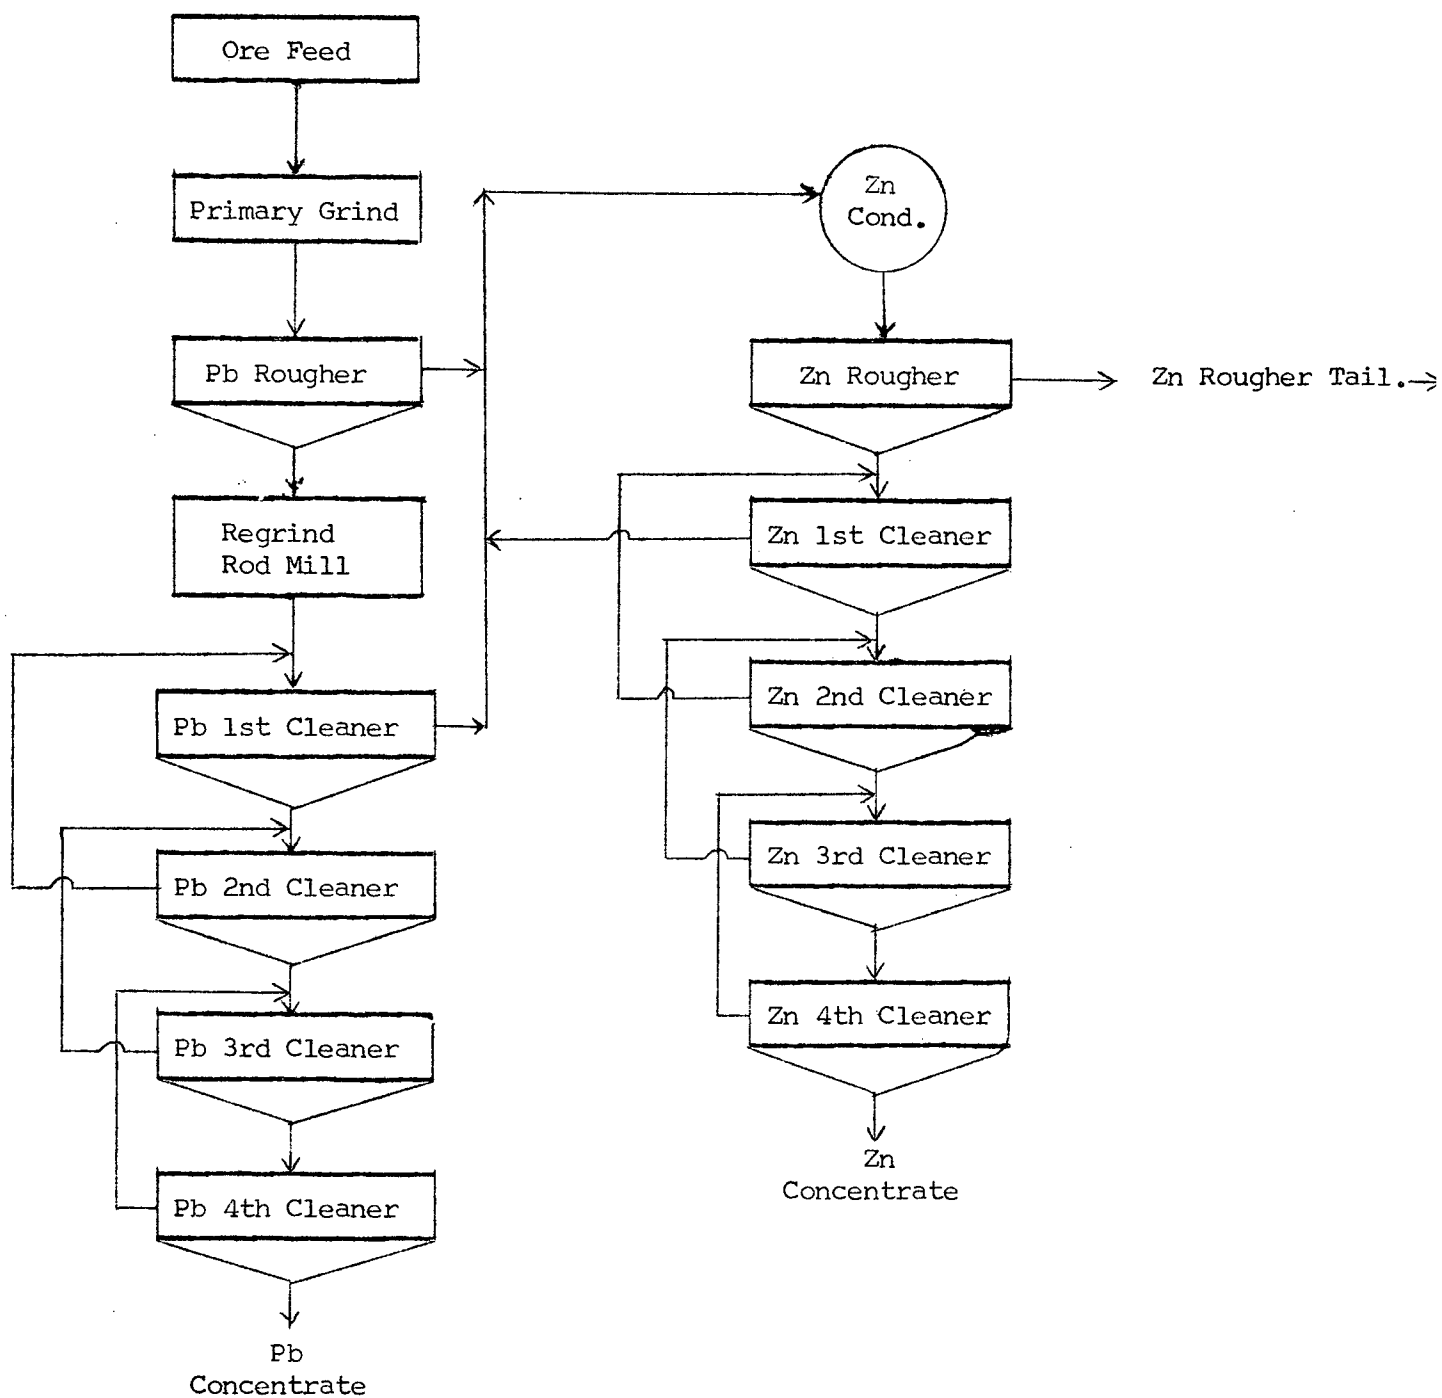 Ore Feed
Primary Grind
Pb Rougher
Regrind
Rod Mill
Pb 1st Cleaner
Pb 2nd Cleaner
Pb 3rd Cleaner
Pb 4th Cleaner
Pb
Concentrate
Zn
Cond.
Zn Rougher
Zn Rougher Tail.
Zn 1st Cleaner
Zn 2nd Cleaner
Zn 3rd Cleaner
Zn 4th Cleaner
Zn
Concentrate